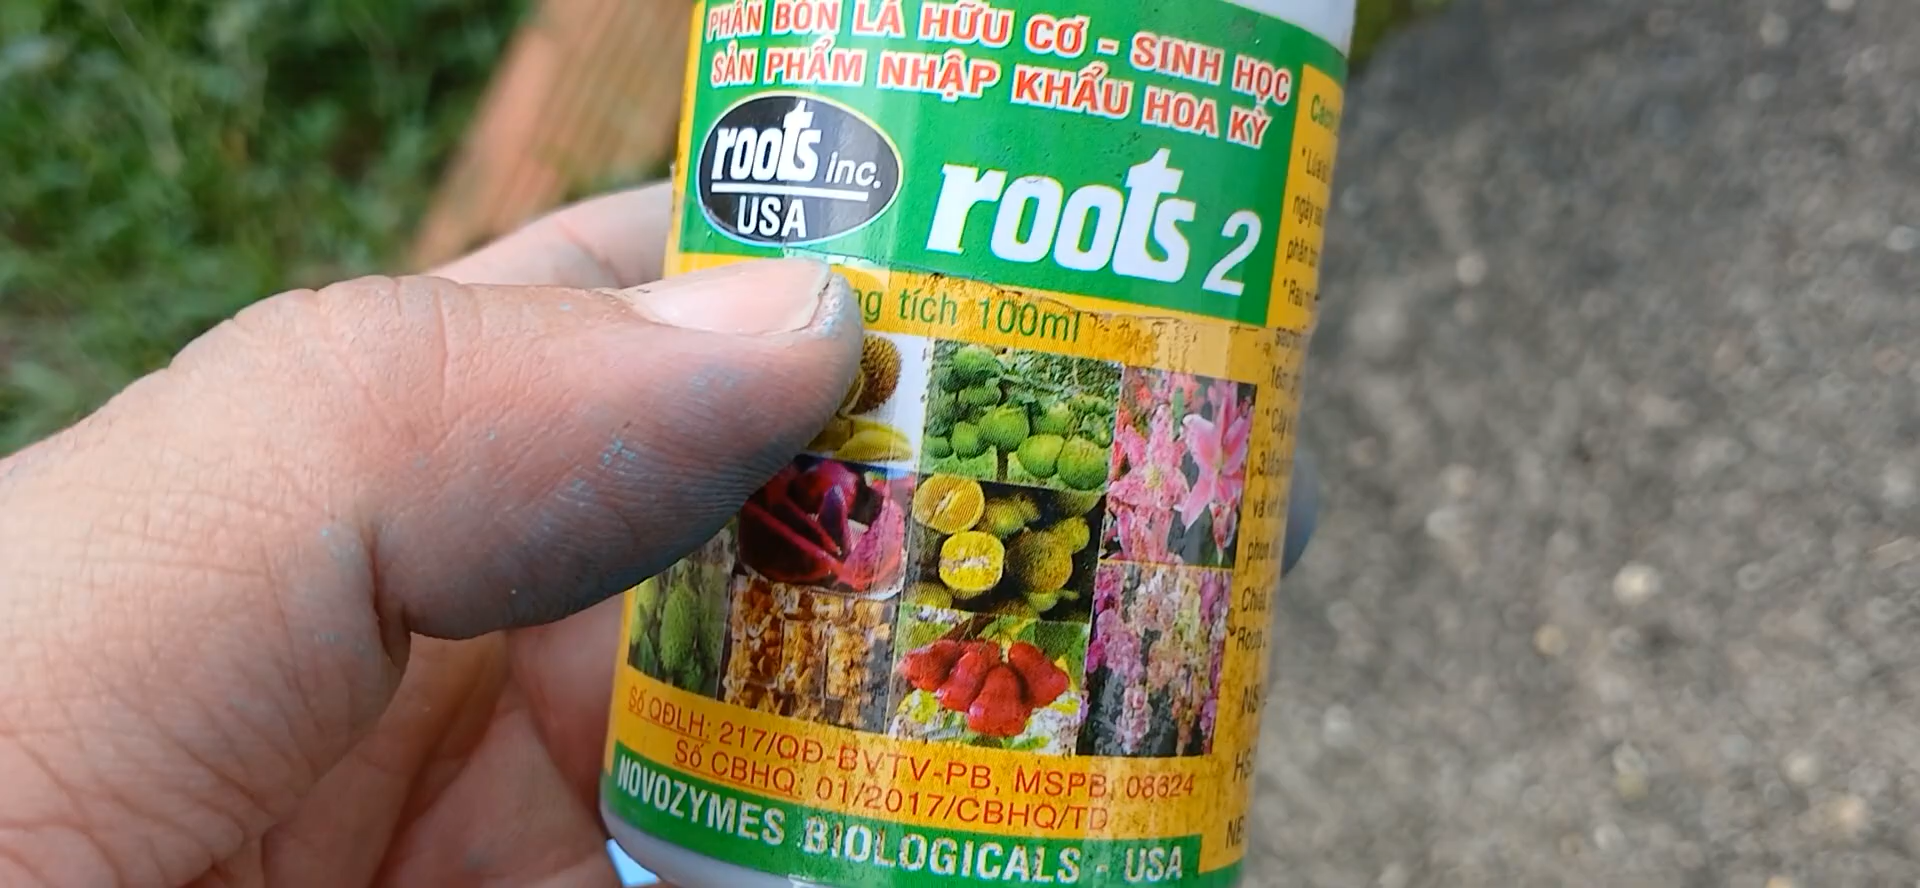 PHÂN BÓN LÁ HỮU CƠ - SINH HỌC
SẢN PHẨM NHẬP KHẨU HOA KỲ
roots inc.
USA
roots 2
tích 100ml
Số QĐLH: 217/QĐ-BVTV-PB, MSPB: 08624
Số CBHQ: 01/2017/CBHQ/TD
NOVOZYMES BIOLOGICALS - USA